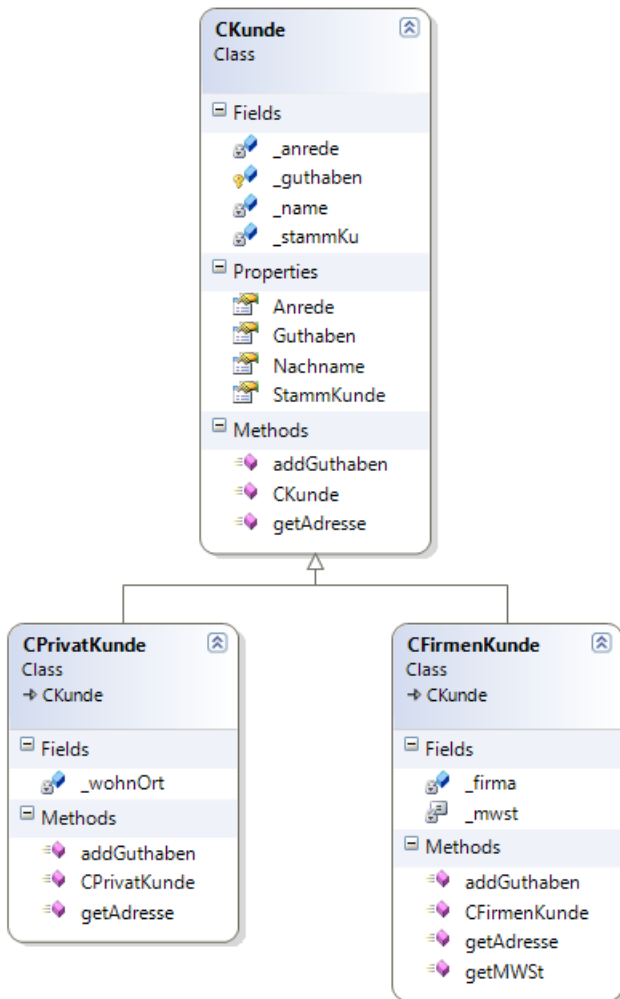 CKunde
Class
Fields
_anrede
_guthaben
_name
_stammKu
Properties
Anrede
Guthaben
Nachname
StammKunde
Methods
addGuthaben
CKunde
getAdresse
CPrivatKunde
Class
CKunde
Fields
_wohnOrt
Methods
addGuthaben
CPrivatKunde
getAdresse
CFirmenKunde
Class
CKunde
Fields
_firma
_mwst
Methods
addGuthaben
CFirmenKunde
getAdresse
getMWSt